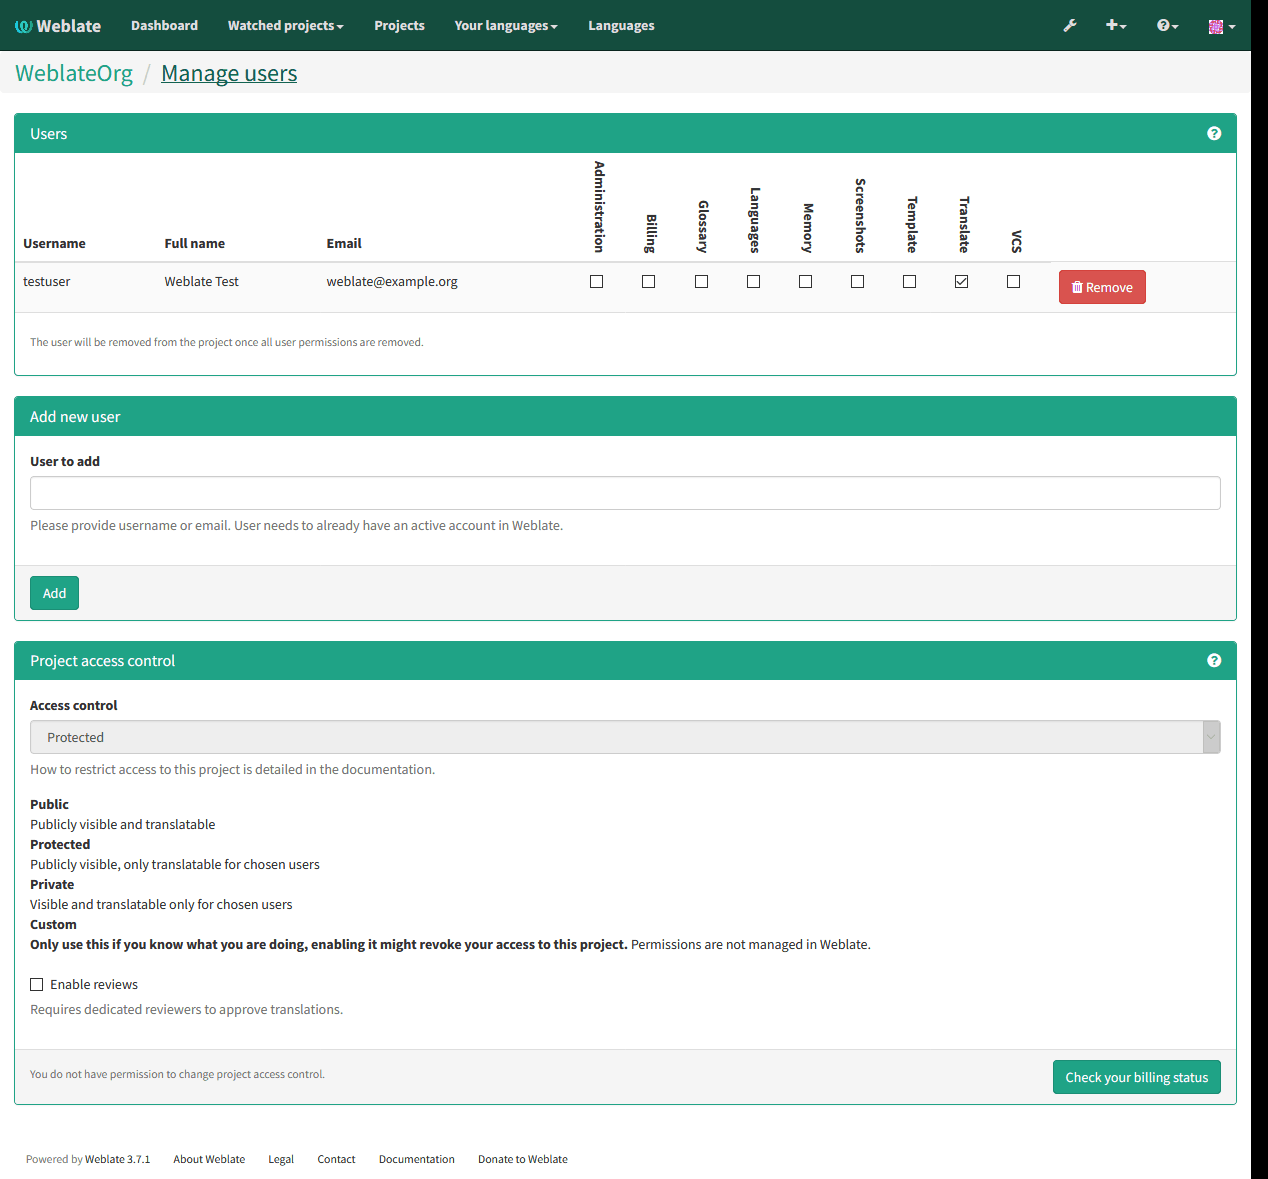 Weblate Dashboard Watched projects Projects Your languages Languages
WeblateOrg / Manage users
Users
Username Full name Email Administration Billing Glossary Languages Memory Screenshots Template Translate VCS
testuser Weblate Test weblate@example.org Remove
The user will be removed from the project once all user permissions are removed.
Add new user
User to add
Please provide username or email. User needs to already have an active account in Weblate.
Add
Project access control
Access control
Protected
How to restrict access to this project is detailed in the documentation.
Public
Publicly visible and translatable
Protected
Publicly visible, only translatable for chosen users
Private
Visible and translatable only for chosen users
Custom
Only use this if you know what you are doing, enabling it might revoke your access to this project. Permissions are not managed in Weblate.
Enable reviews
Requires dedicated reviewers to approve translations.
You do not have permission to change project access control. Check your billing status
Powered by Weblate 3.7.1 About Weblate Legal Contact Documentation Donate to Weblate